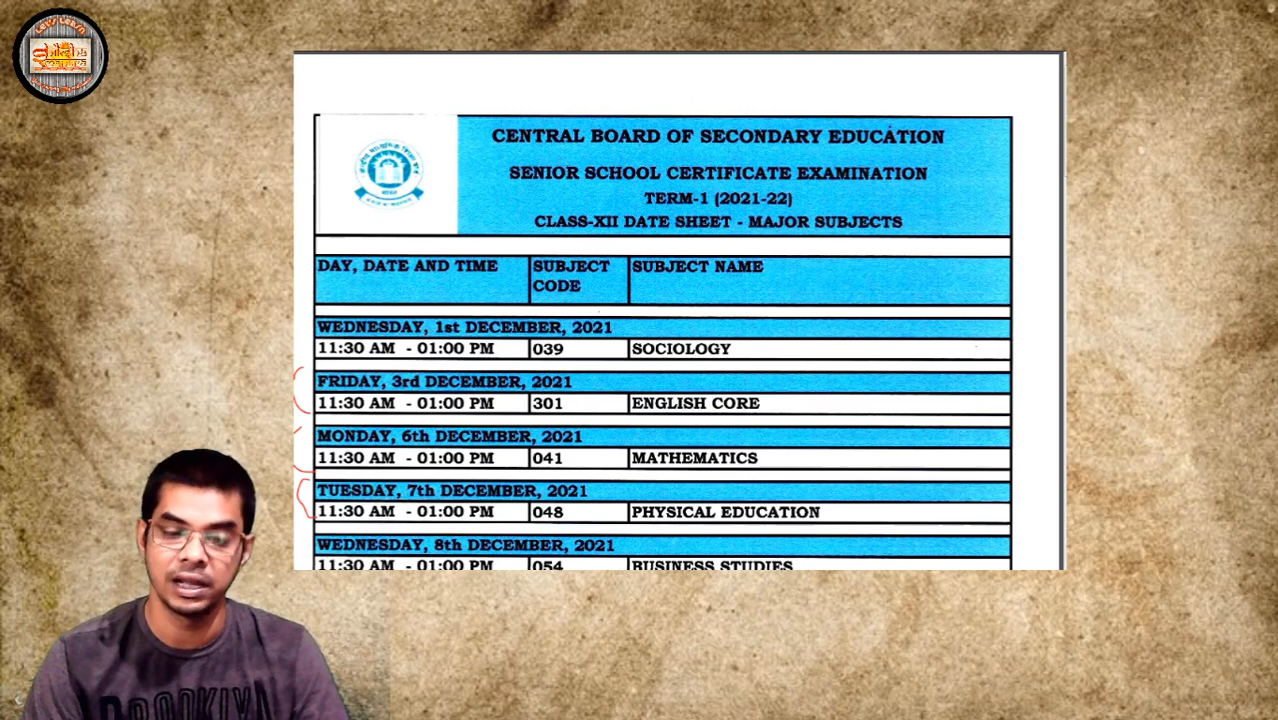 Let's Learn
CENTRAL BOARD OF SECONDARY EDUCATION
SENIOR SCHOOL CERTIFICATE EXAMINATION
TERM-1 (2021-22)
CLASS-XII DATE SHEET - MAJOR SUBJECTS
DAY, DATE AND TIME SUBJECT CODE SUBJECT NAME
WEDNESDAY, 1st DECEMBER, 2021
11:30 AM - 01:00 PM 039 SOCIOLOGY
FRIDAY, 3rd DECEMBER, 2021
11:30 AM - 01:00 PM 301 ENGLISH CORE
MONDAY, 6th DECEMBER, 2021
11:30 AM - 01:00 PM 041 MATHEMATICS
TUESDAY, 7th DECEMBER, 2021
11:30 AM - 01:00 PM 048 PHYSICAL EDUCATION
WEDNESDAY, 8th DECEMBER, 2021
11:30 AM - 01:00 PM 054 BUSINESS STUDIES
BROOKLYN